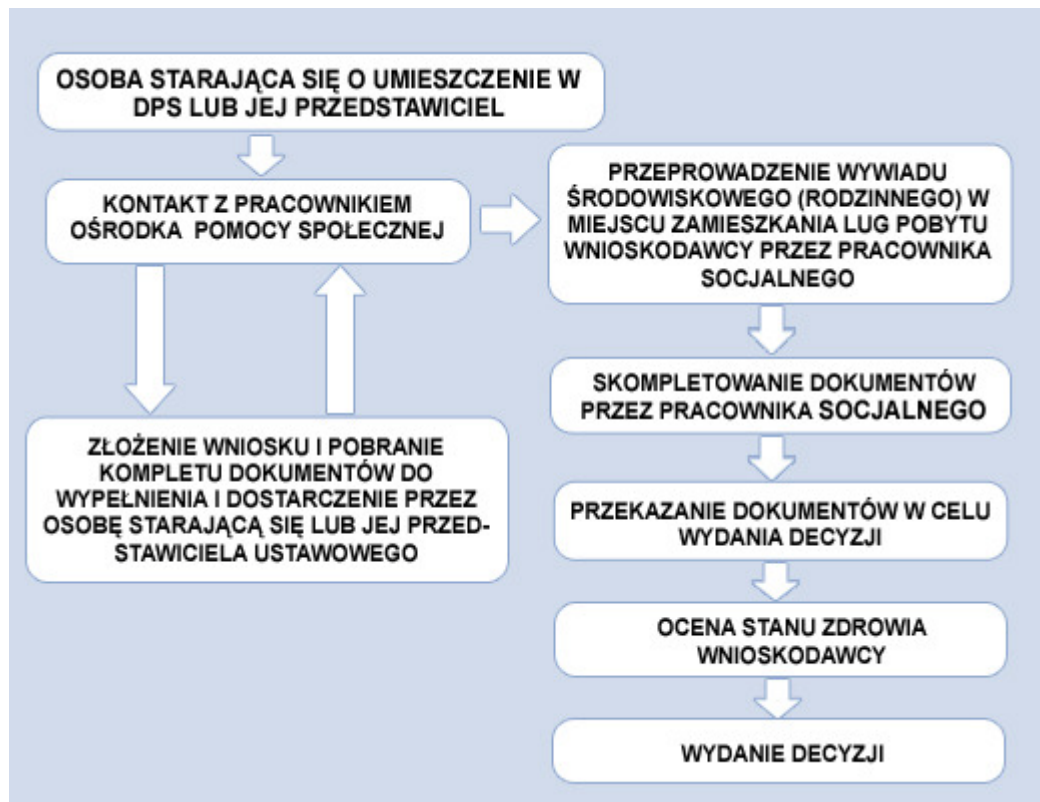 OSOBA STARAJĄCA SIĘ O UMIESZCZENIE W
DPS LUB JEJ PRZEDSTAWICIEL
KONTAKT Z PRACOWNIKIEM
OŚRODKA POMOCY SPOŁECZNEJ
ZŁOŻENIE WNIOSKU I POBRANIE
KOMPLETU DOKUMENTÓW DO
WYPEŁNIENIA I DOSTARCZENIE PRZEZ
OSOBĘ STARAJĄCĄ SIĘ LUB JEJ PRZED-
STAWICIELA USTAWOWEGO
PRZEPROWADZENIE WYWIADU
ŚRODOWISKOWEGO (RODZINNEGO) W
MIEJSCU ZAMIESZKANIA LUG POBYTU
WNIOSKODAWCY PRZEZ PRACOWNIKA
SOCJALNEGO
SKOMPLETOWANIE DOKUMENTÓW
PRZEZ PRACOWNIKA SOCJALNEGO
PRZEKAZANIE DOKUMENTÓW W CELU
WYDANIA DECYZJI
OCENA STANU ZDROWIA
WNIOSKODAWCY
WYDANIE DECYZJI